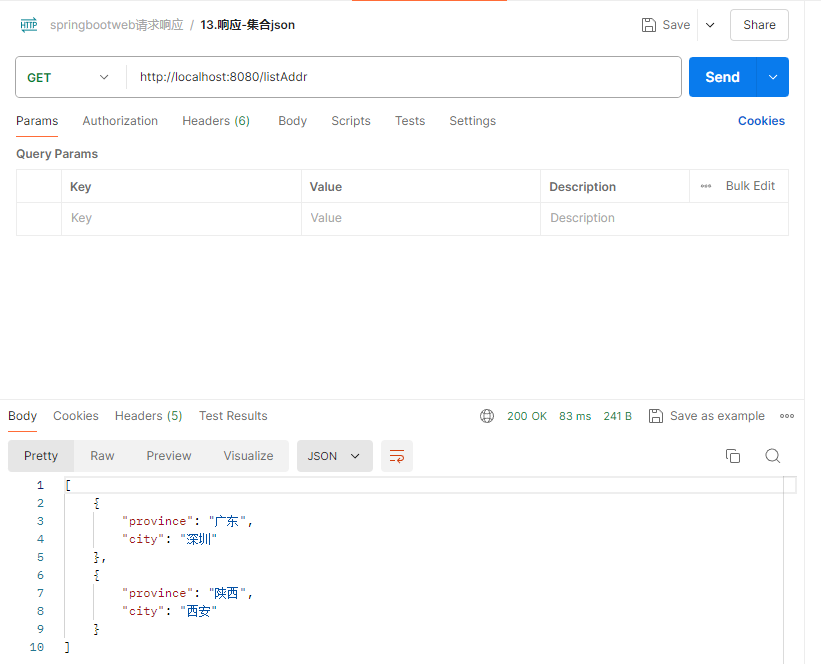 HTTP springbootweb请求响应 / 13.响应-集合json Save Share
GET http://localhost:8080/listAddr Send
Params Authorization Headers (6) Body Scripts Tests Settings Cookies
Query Params
Key Value Description Bulk Edit
Key Value Description
Body Cookies Headers (5) Test Results 200 OK 83 ms 241 B Save as example
Pretty Raw Preview Visualize JSON
1 [
2 {
3 "province": "广东",
4 "city": "深圳"
5 },
6 {
7 "province": "陕西",
8 "city": "西安"
9 }
10 ]